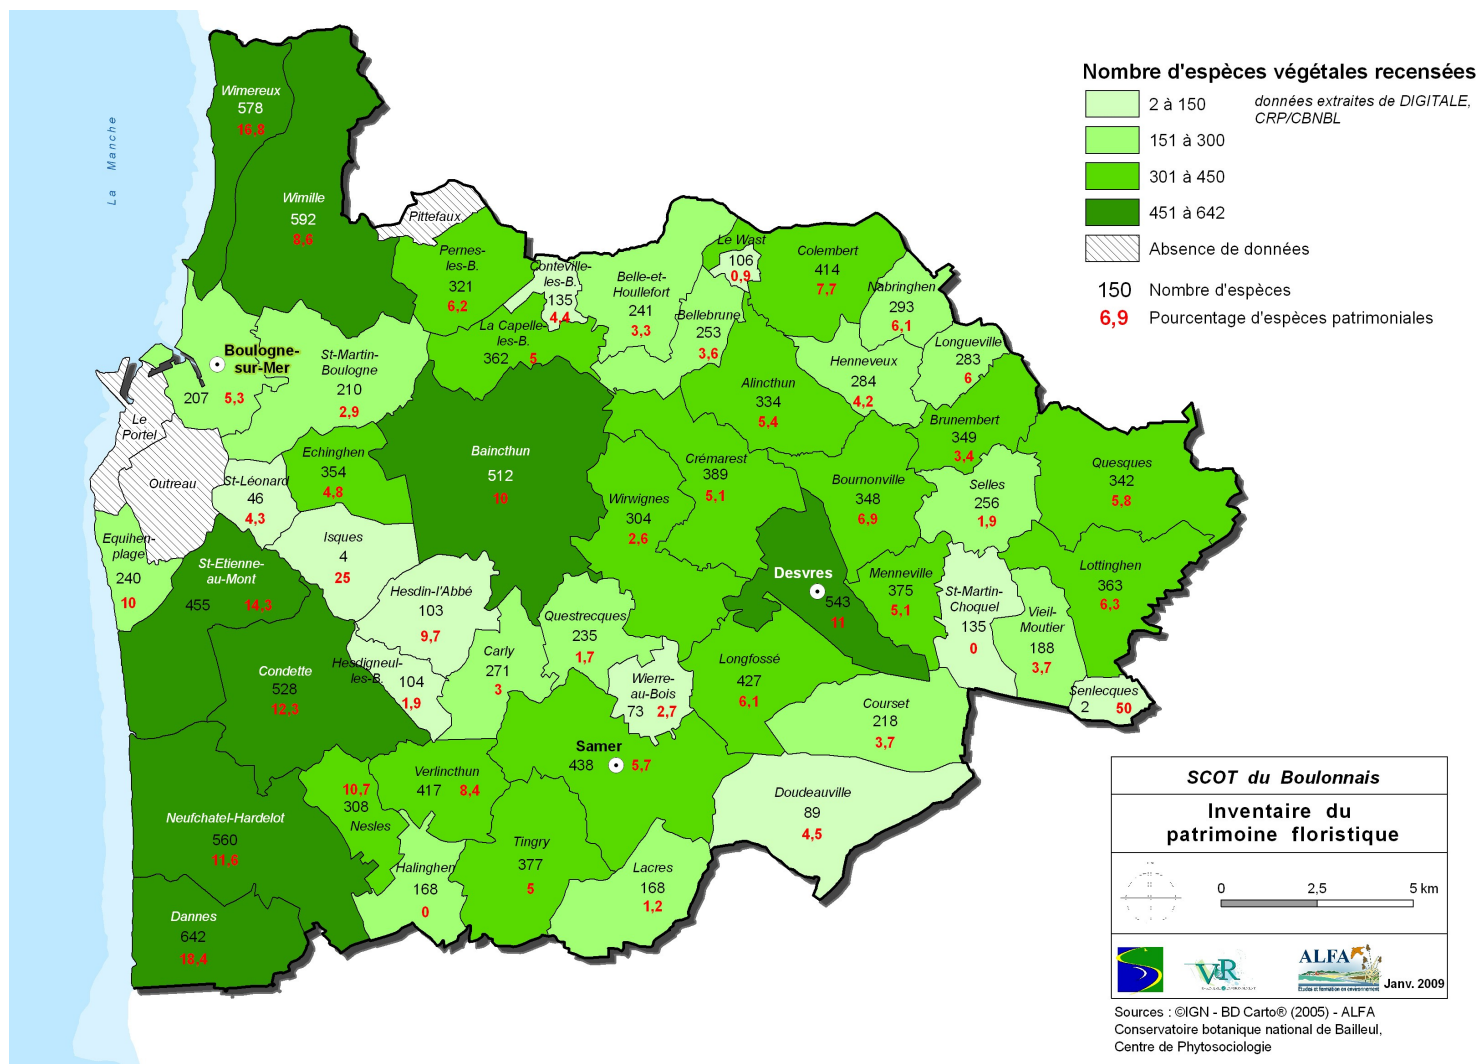 La Manche
Wimereux
578
16,8
Wimille
592
8,6
Pittefaux
Pernes-
les-B.
321
6,2
Conteville-
les-B.
135
4,4
La Capelle-
les-B.
362 5
Belle-et-
Houllefort
241
3,3
Bellebrune
253
3,6
Le Wast
106
0,9
Colembert
414
7,7
Nabringhen
293
6,1
Longueville
283
6
Henneveux
284
4,2
Alincthun
334
5,4
Brunembert
349
3,4
Quesques
342
5,8
Selles
256
1,9
Bournonville
348
6,9
Crémarest
389
5,1
Wirwignes
304
2,6
Baincthun
512
10
Boulogne-
sur-Mer
207 5,3
St-Martin-
Boulogne
210
2,9
Le
Portel
Outreau
Echinghen
354
4,8
St-Léonard
46
4,3
Isques
4
25
Equihen-
plage
240
10
St-Etienne-
au-Mont
455 14,3
Hesdin-l'Abbé
103
9,7
Hesdigneul-
les-B.
104
1,9
Condette
528
12,3
Carly
271
3
Questrecques
235
1,7
Wierre-
au-Bois
73 2,7
Desvres
543
11
Menneville
375
5,1
St-Martin-
Choquel
135
0
Vieil-
Moutier
188
3,7
Lottinghen
363
6,3
Senlecques
2 50
Longfossé
427
6,1
Courset
218
3,7
Samer
438 5,7
Doudeauville
89
4,5
Verlincthun
417 8,4
10,7
308
Nesles
Neufchatel-Hardelot
560
11,6
Dannes
642
18,4
Halinghen
168
0
Tingry
377
5
Lacres
168
1,2
Nombre d'espèces végétales recensées
2 à 150
données extraites de DIGITALE,
CRP/CBNBL
151 à 300
301 à 450
451 à 642
Absence de données
150 Nombre d'espèces
6,9 Pourcentage d'espèces patrimoniales
SCOT du Boulonnais
Inventaire du
patrimoine floristique
0 2,5 5 km
VeR
ALFA
Etudes et formation en environnement
Janv. 2009
Sources : ©IGN - BD Carto® (2005) - ALFA
Conservatoire botanique national de Bailleul,
Centre de Phytosociologie